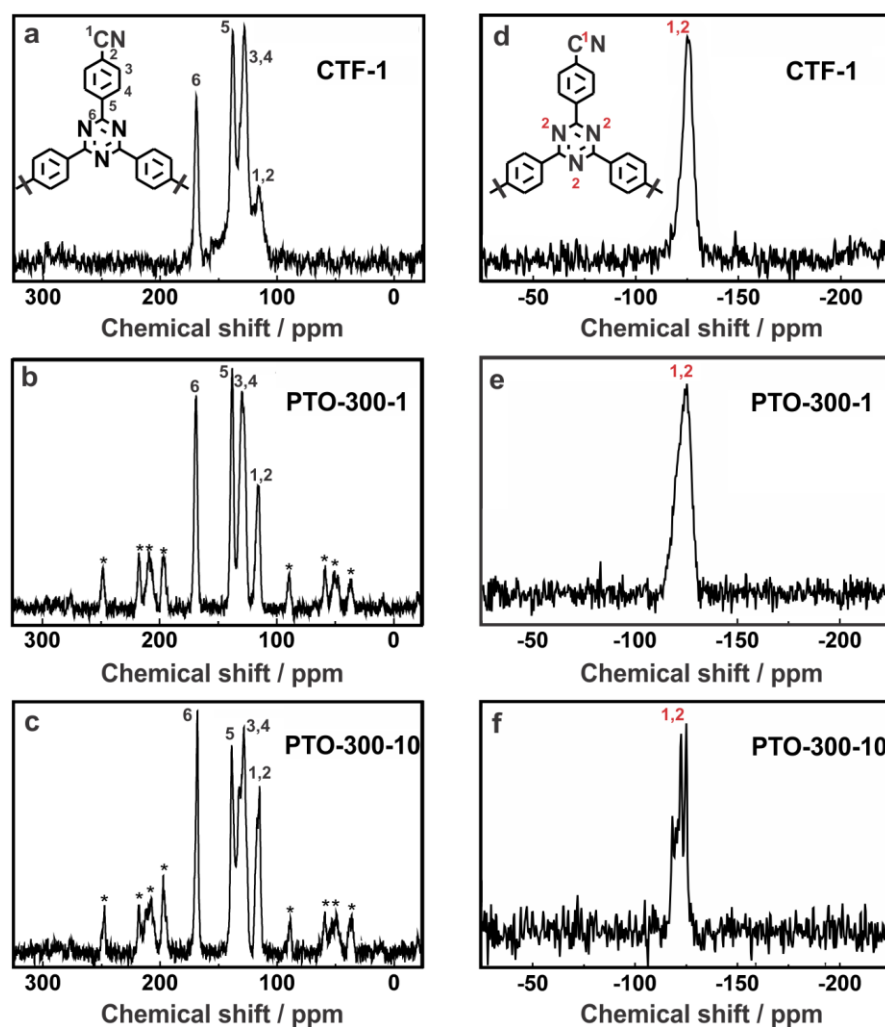 a
CTF-1
1CN
2
3
4
5
6
N N
N
6
5
3,4
1,2
300 200 100 0
Chemical shift / ppm
d
CTF-1
C1N
2 N N 2
N
2
1,2
-50 -100 -150 -200
Chemical shift / ppm
b
PTO-300-1
6
5
3,4
1,2
* ** * * * * *
300 200 100 0
Chemical shift / ppm
e
PTO-300-1
1,2
-50 -100 -150 -200
Chemical shift / ppm
c
PTO-300-10
6
5
3,4
1,2
* * * * * * * *
300 200 100 0
Chemical shift / ppm
f
PTO-300-10
1,2
-50 -100 -150 -200
Chemical shift / ppm